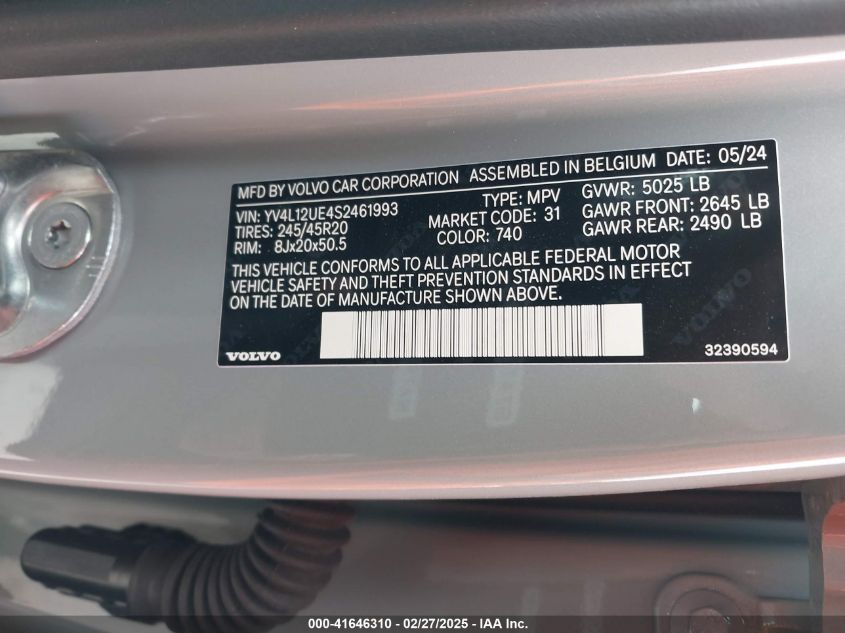 MFD BY VOLVO CAR CORPORATION ASSEMBLED IN BELGIUM DATE: 05/24
VIN: YV4L12UE4S2461993 TYPE: MPV GVWR: 5025 LB
TIRES: 245/45R20 MARKET CODE: 31 GAWR FRONT: 2645 LB
RIM: 8Jx20x50.5 COLOR: 740 GAWR REAR: 2490 LB
THIS VEHICLE CONFORMS TO ALL APPLICABLE FEDERAL MOTOR
VEHICLE SAFETY AND THEFT PREVENTION STANDARDS IN EFFECT
ON THE DATE OF MANUFACTURE SHOWN ABOVE.
VOLVO 32390594
000-41646310 - 02/27/2025 - IAA Inc.